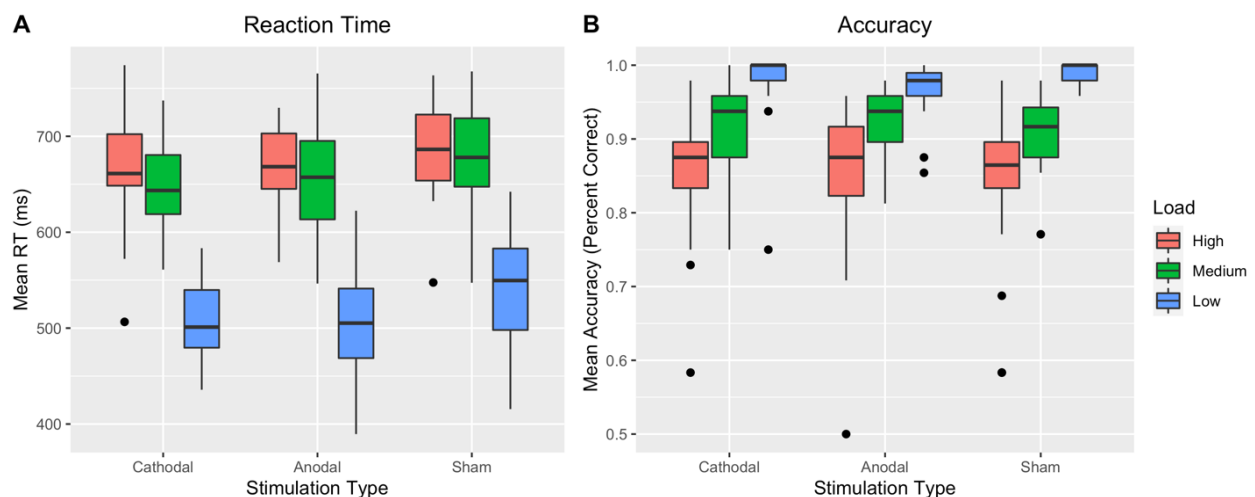 A
Reaction Time
Mean RT (ms)
700
600
500
400
Cathodal
Anodal
Sham
Stimulation Type
B
Accuracy
Mean Accuracy (Percent Correct)
1.0
0.9
0.8
0.7
0.6
0.5
Cathodal
Anodal
Sham
Stimulation Type
Load
High
Medium
Low